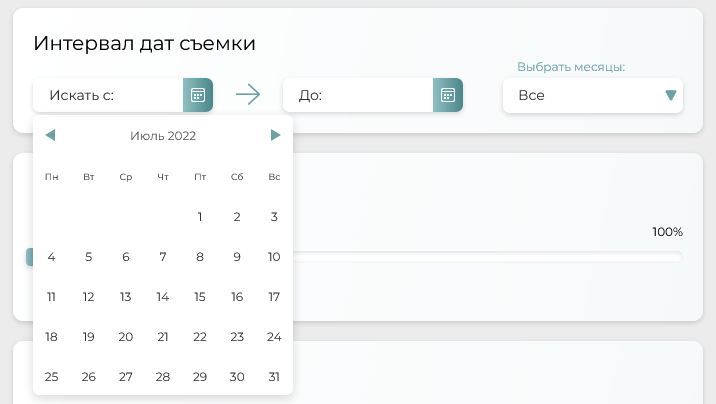 Интервал дат съемки
Выбрать месяцы:
Искать с:
До:
Все
Июль 2022
Пн Вт Ср Чт Пт Сб Вс
1 2 3
100%
4 5 6 7 8 9 10
11 12 13 14 15 16 17
18 19 20 21 22 23 24
25 26 27 28 29 30 31